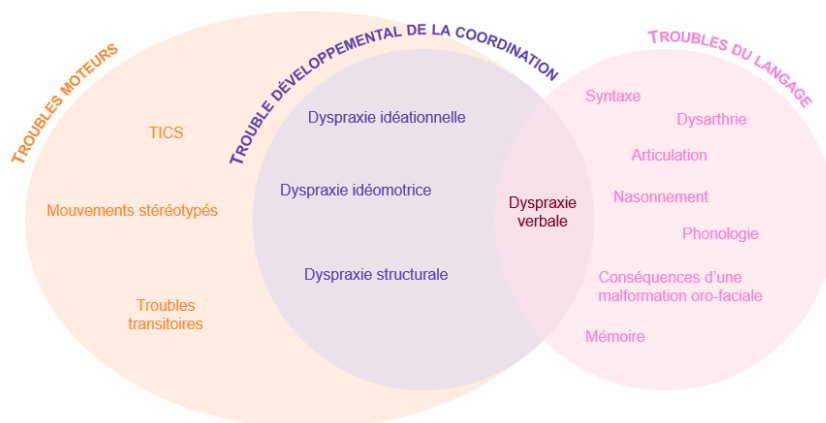 TROUBLES MOTEURS
TICS
Mouvements stéréotypés
Troubles
transitoires
TROUBLE DÉVELOPPEMENTAL DE LA COORDINATION
Dyspraxie idéationnelle
Dyspraxie idéomotrice
Dyspraxie structurale
Dyspraxie
verbale
TROUBLES DU LANGAGE
Syntaxe
Dysarthrie
Articulation
Nasonnement
Phonologie
Conséquences d'une
malformation oro-faciale
Mémoire